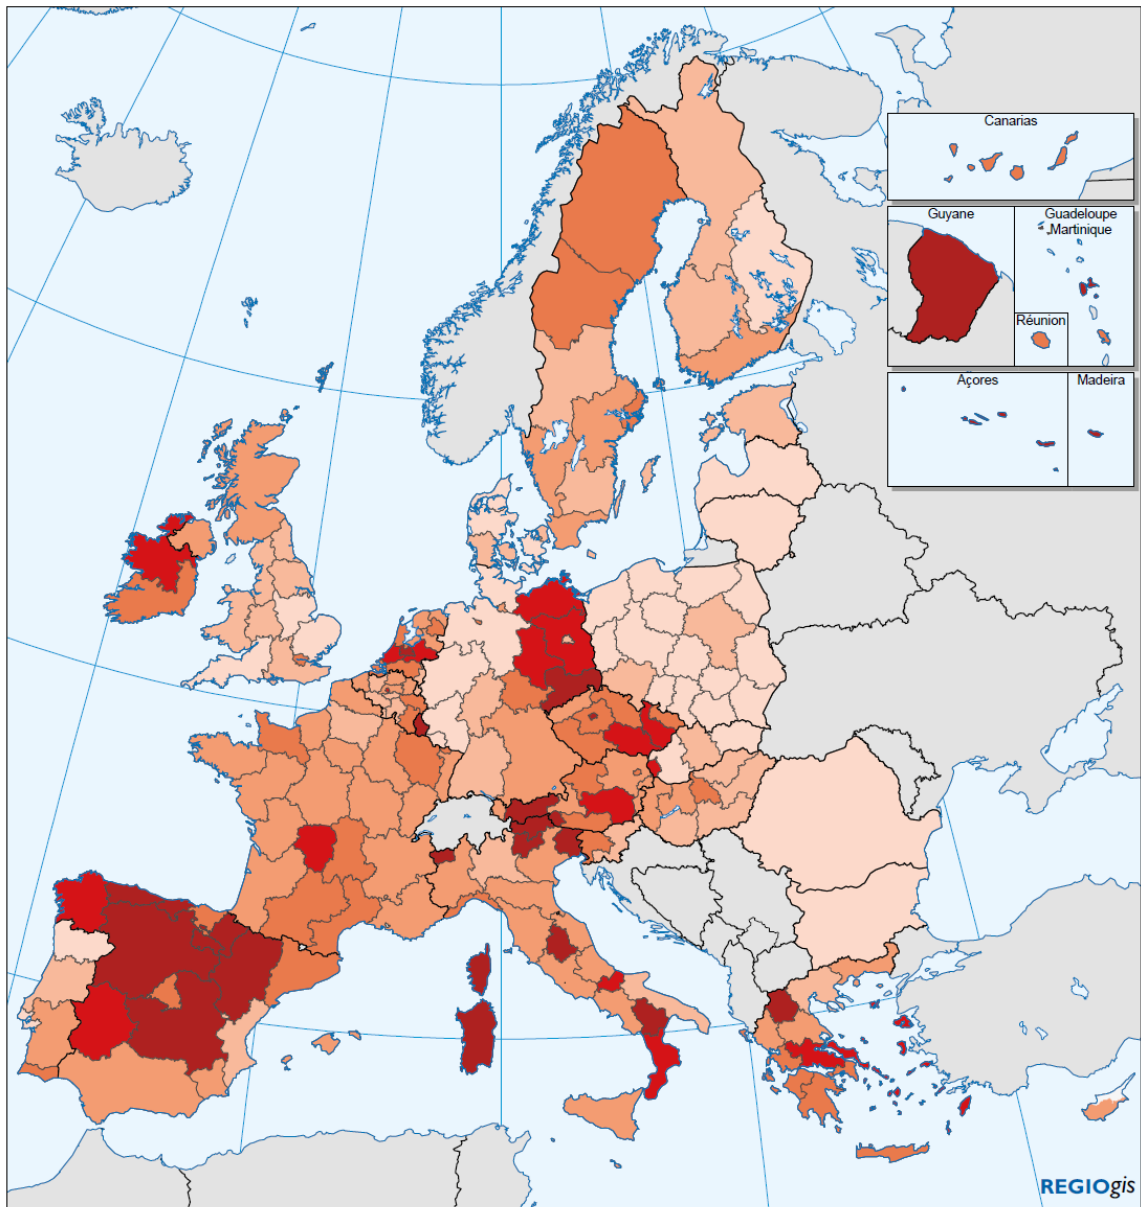 Canarias
Guyane
Guadeloupe
Martinique
Réunion
Açores
Madeira
REGIOgis